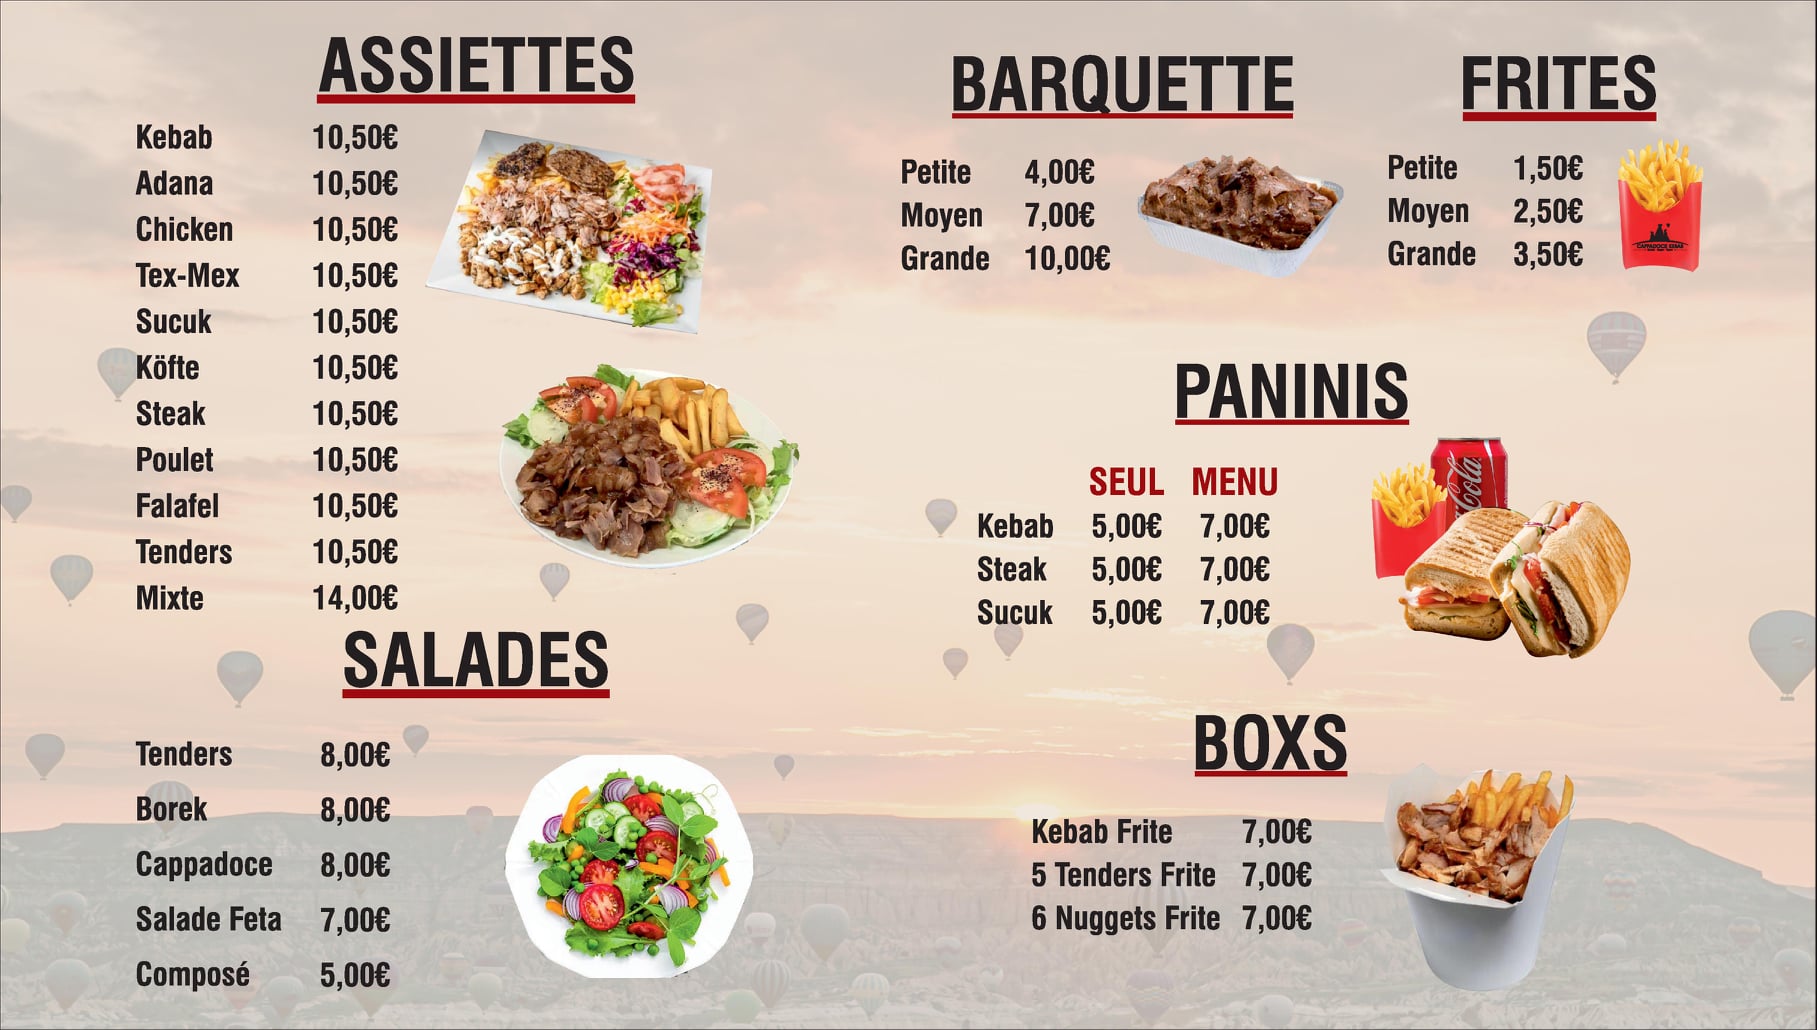 ASSIETTES
Kebab 10,50€
Adana 10,50€
Chicken 10,50€
Tex-Mex 10,50€
Sucuk 10,50€
Köfte 10,50€
Steak 10,50€
Poulet 10,50€
Falafel 10,50€
Tenders 10,50€
Mixte 14,00€
SALADES
Tenders 8,00€
Borek 8,00€
Cappadoce 8,00€
Salade Feta 7,00€
Composé 5,00€
BARQUETTE
Petite 4,00€
Moyen 7,00€
Grande 10,00€
FRITES
Petite 1,50€
Moyen 2,50€
Grande 3,50€
CAPPADOCE KEBAB
PANINIS
SEUL MENU
Kebab 5,00€ 7,00€
Steak 5,00€ 7,00€
Sucuk 5,00€ 7,00€
Cola
BOXS
Kebab Frite 7,00€
5 Tenders Frite 7,00€
6 Nuggets Frite 7,00€